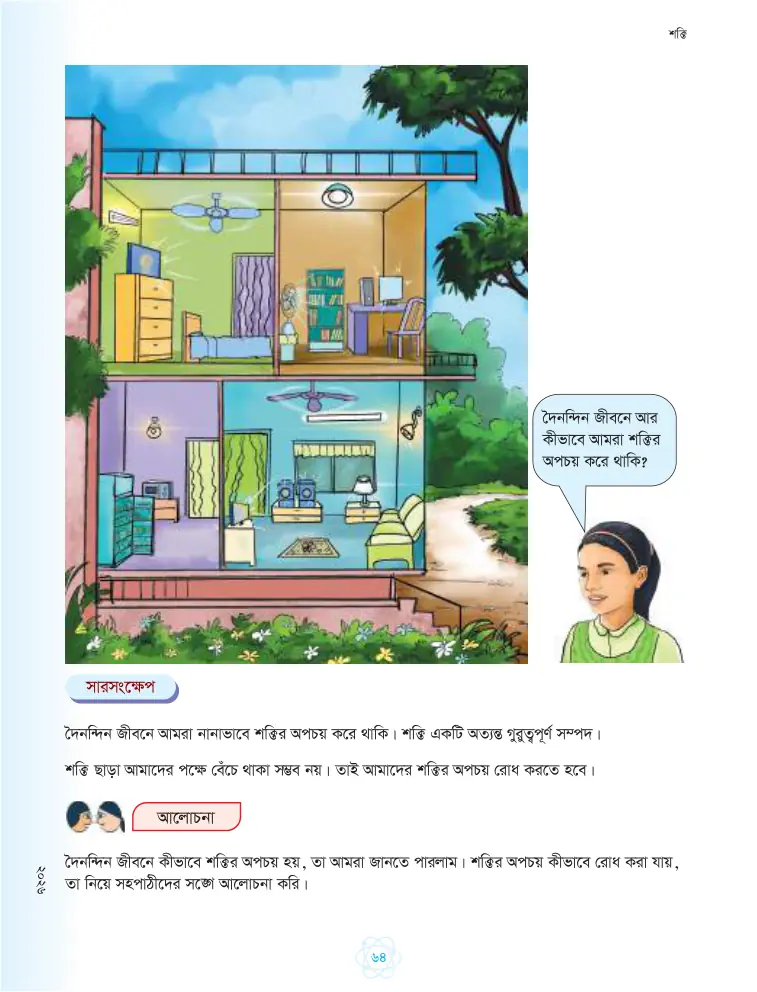 শক্তি
দৈনন্দিন জীবনে আর
কীভাবে আমরা শক্তির
অপচয় করে থাকি?
সারসংক্ষেপ
দৈনন্দিন জীবনে আমরা নানাভাবে শক্তির অপচয় করে থাকি। শক্তি একটি অত্যন্ত গুরুত্বপূর্ণ সম্পদ।
শক্তি ছাড়া আমাদের পক্ষে বেঁচে থাকা সম্ভব নয়। তাই আমাদের শক্তির অপচয় রোধ করতে হবে।
আলোচনা
দৈনন্দিন জীবনে কীভাবে শক্তির অপচয় হয়, তা আমরা জানতে পারলাম। শক্তির অপচয় কীভাবে রোধ করা যায়,
তা নিয়ে সহপাঠীদের সঙ্গে আলোচনা করি।
৬৪